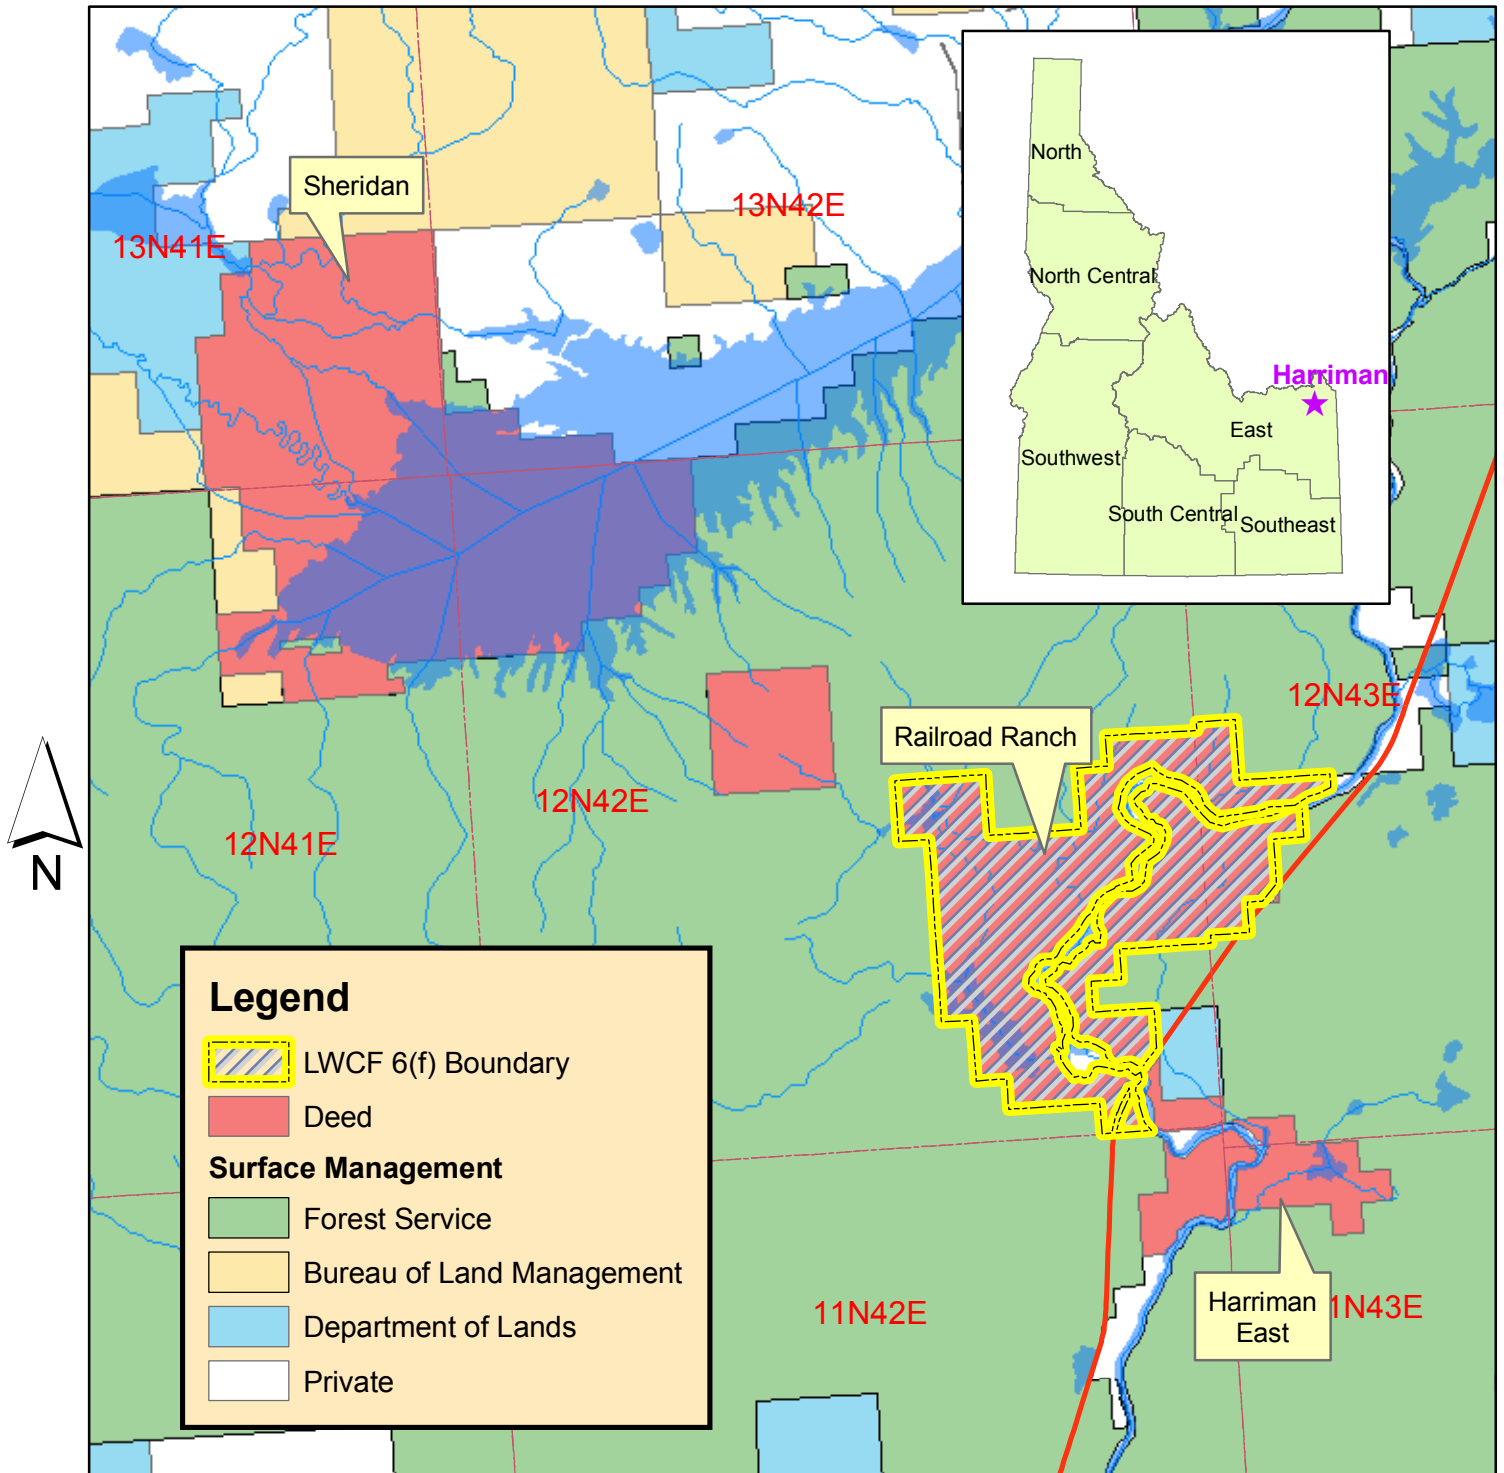 Sheridan
13N41E
13N42E
North
North Central
Harriman
East
Southwest
South Central
Southeast
12N43E
Railroad Ranch
12N42E
12N41E
N
Legend
LWCF 6(f) Boundary
Deed
Surface Management
Forest Service
Bureau of Land Management
Department of Lands
Private
11N42E
Harriman
East
1N43E